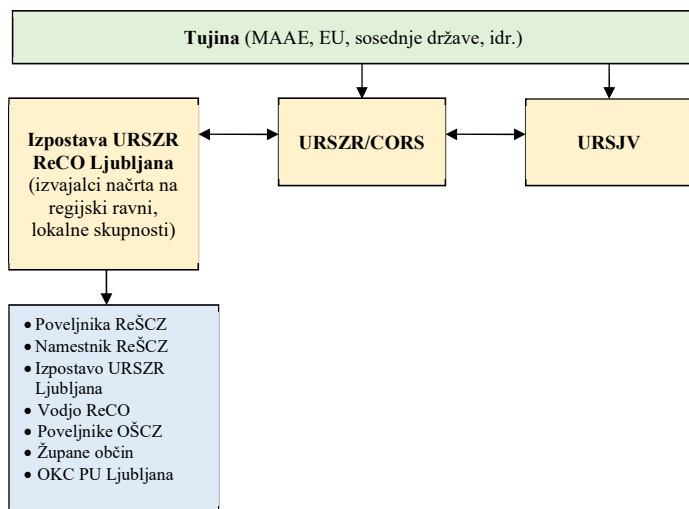 Tujina (MAAE, EU, sosednje države, idr.)
Izpostava URSZR
ReCO Ljubljana
(izvajalci načrta na
regijski ravni,
lokalne skupnosti)
URSZR/CORS
URSJV
• Poveljnika ReŠCZ
• Namestnik ReŠCZ
• Izpostavo URSZR
Ljubljana
• Vodjo ReCO
• Poveljnike OŠCZ
• Župane občin
• OKC PU Ljubljana